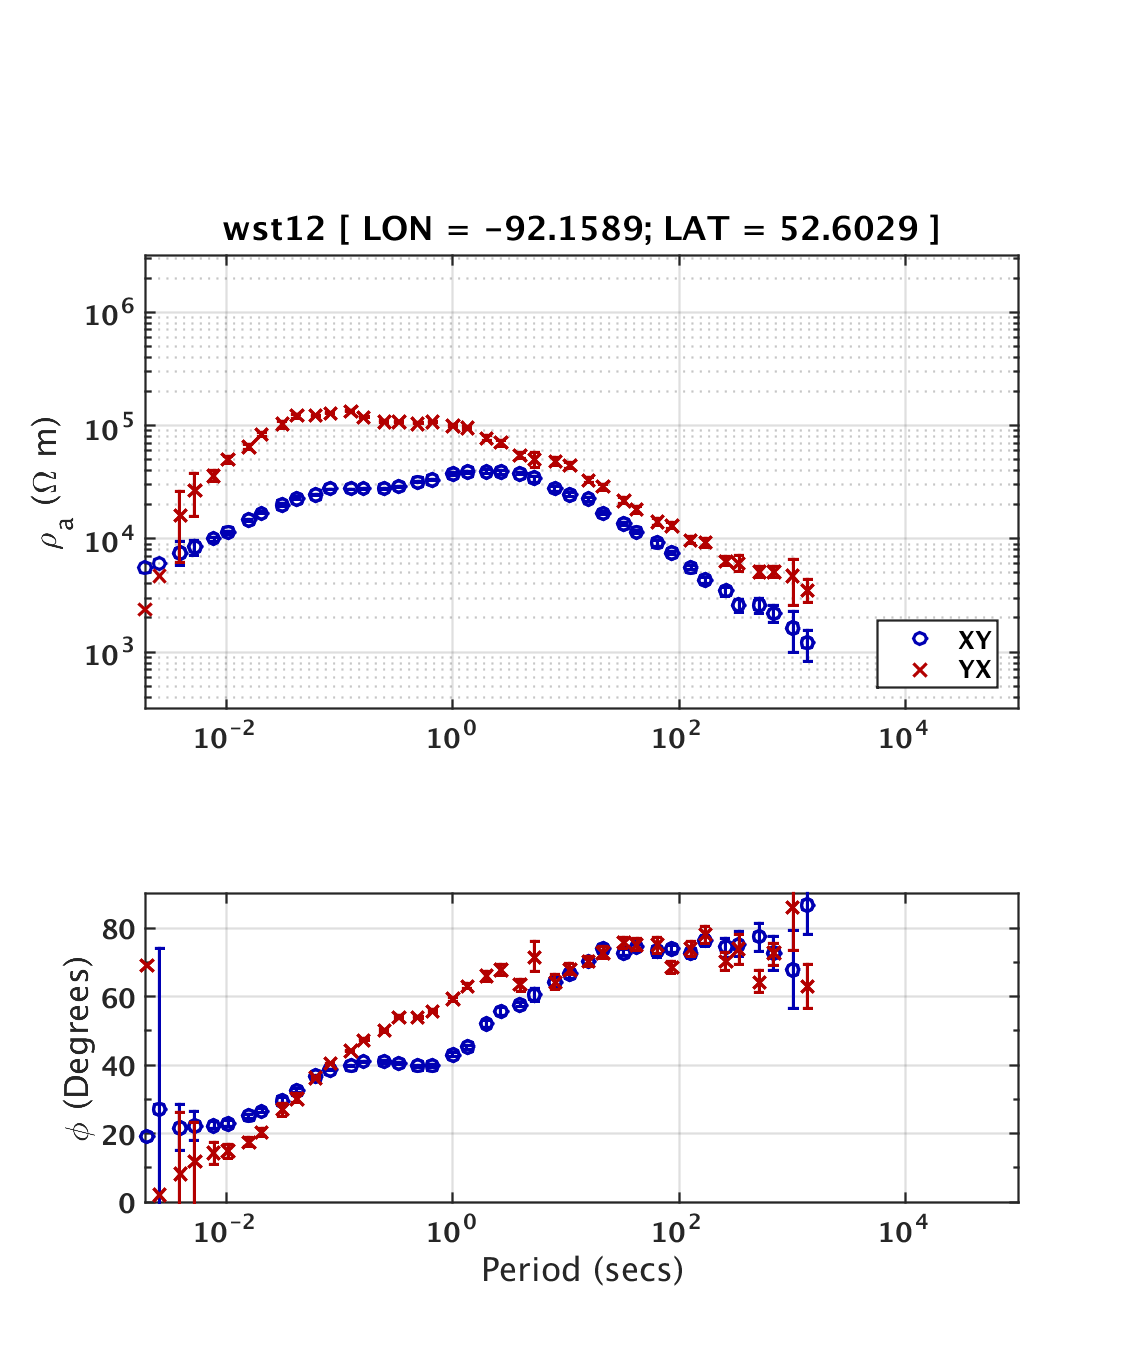 wst12 [ LON = -92.1589; LAT = 52.6029 ]
10^6
10^5
10^4
10^3
ρ_a (Ω m)
XY
YX
10^-2 10^0 10^2 10^4
80
60
40
20
0
ϕ (Degrees)
10^-2 10^0 10^2 10^4
Period (secs)